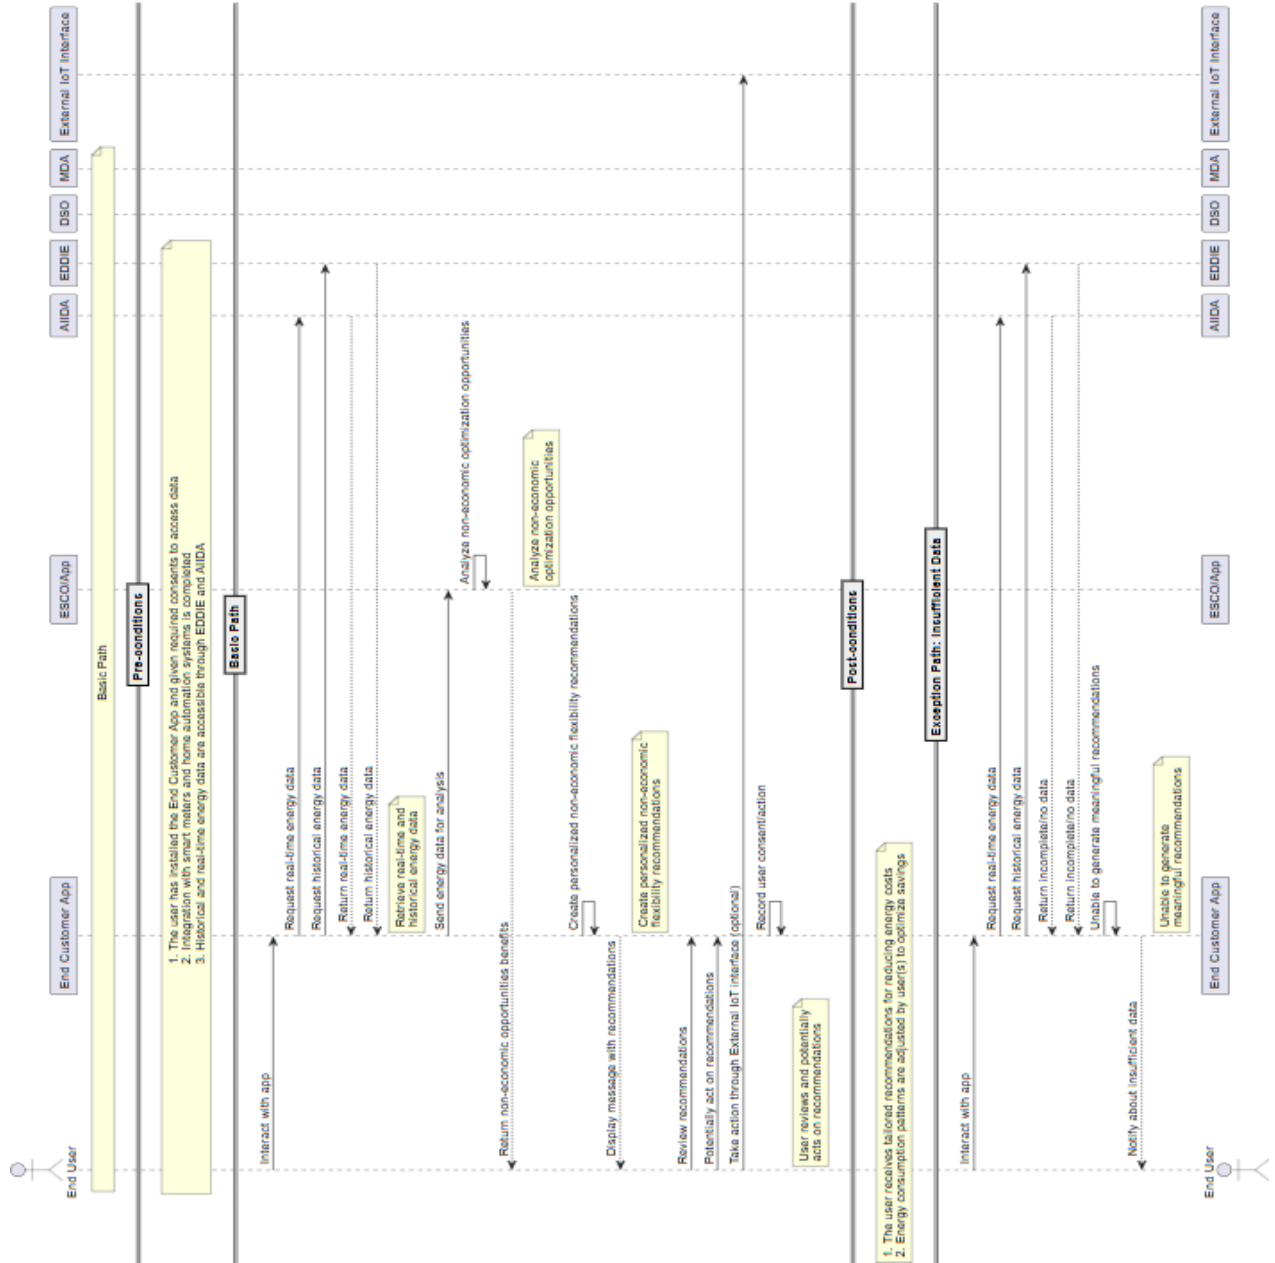 End User
End Customer App
ESCO/App
AIIDA
EDDIE
DSO
MDA
External IoT Interface
Basic Path
Pre-conditions
1. The user has installed the End Customer App and given required consents to access data
2. Integration with smart meters and home automation systems is completed
3. Historical and real-time energy data are accessible through EDDIE and AIIDA
Basic Path
Interact with app
Request real-time energy data
Request historical energy data
Return real-time energy data
Return historical energy data
Retrieve real-time and
historical energy data
Send energy data for analysis
Analyze non-economic optimization opportunities
Return non-economic opportunities benefits
Analyze non-economic
optimization opportunities
Create personalized non-economic flexibility recommendations
Display message with recommendations
Create personalized non-economic
flexibility recommendations
Review recommendations
Potentially act on recommendations
Take action through External IoT interface (optional)
Record user consent/action
User reviews and potentially
acts on recommendations
Post-conditions
1. The user receives tailored recommendations for reducing energy costs
2. Energy consumption patterns are adjusted by user(s) to optimize savings
Exception Path: Insufficient Data
Interact with app
Request real-time energy data
Request historical energy data
Return incomplete/no data
Return incomplete/no data
Unable to generate meaningful recommendations
Notify about insufficient data
Unable to generate
meaningful recommendations
End User
End Customer App
ESCO/App
AIIDA
EDDIE
DSO
MDA
External IoT Interface